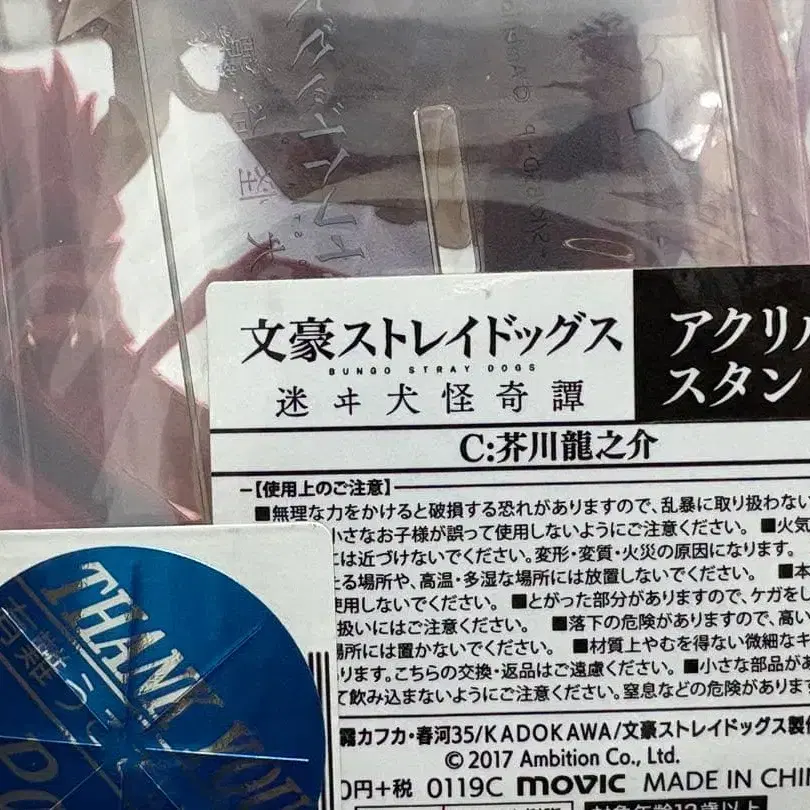 文豪ストレイドッグス
BUNGO STRAY DOGS
迷ヰ犬怪奇譚
アクリル
スタン
C:芥川龍之介
【使用上のご注意】
■無理な力をかけると破損する恐れがありますので、乱暴に取り扱わない
小さなお子様が誤って使用しないようにご注意ください。 ■火気
には近づけないでください。変形・変質・火災の原因になります。
たる場所や、高温・多湿な場所には放置しないでください。 ■本
使用しないでください。 ■とがった部分がありますので、ケガをし
扱いにはご注意ください。 ■落下の危険がありますので、高い
場所には置かないでください。 ■材質上やむを得ない微細なキ
ります。こちらの交換・返品はご遠慮ください。 ■小さな部品があ
て飲み込まないようにご注意ください。窒息などの危険があります
霧カフカ・春河35/KADOKAWA/文豪ストレイドッグス製作
© 2017 Ambition Co., Ltd.
0円+税 0119C movic MADE IN CHIN
対象年齢12歳以上
THANK YOU